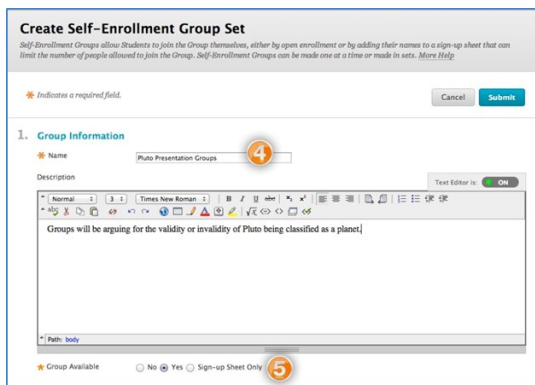 Create Self-Enrollment Group Set
Self-Enrollment Groups allow Students to join the Group themselves, either by open enrollment or by adding their names to a sign-up sheet that can
limit the number of people allowed to join the Group. Self-Enrollment Groups can be made one at a time or made in sets. More Help
* Indicates a required field.
Cancel Submit
1. Group Information
* Name Pluto Presentation Groups 4
Description
Text Editor is: ON
Normal 3 Times New Roman B I U abc
Groups will be arguing for the validity or invalidity of Pluto being classified as a planet.
Path: body
* Group Available No Yes Sign-up Sheet Only 5